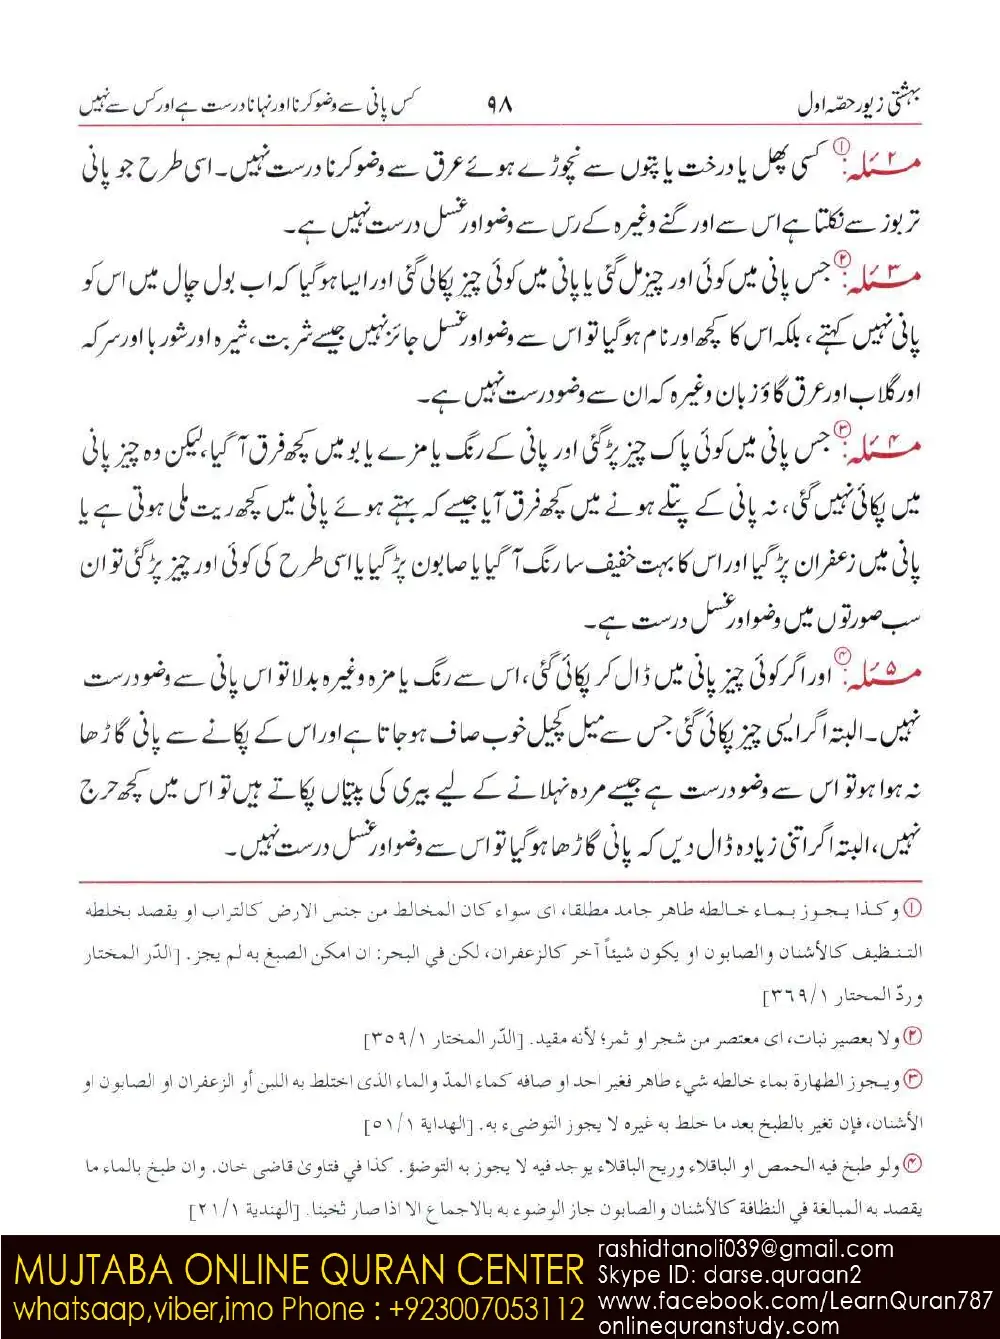 بہشتی زیور حصّہ اول ۹۸ کس پانی سے وضو کرنا اور نہانا درست ہے اور کس سے نہیں
مسئلہ۲: ① کسی پھل یا درخت یا پتوں سے نچوڑے ہوئے عرق سے وضو کرنا درست نہیں۔ اسی طرح جو پانی
تربوز سے نکلتا ہے اس سے اور گنے وغیرہ کے رس سے وضو اور غسل درست نہیں ہے۔
مسئلہ۳: ② جس پانی میں کوئی اور چیز مل گئی یا پانی میں کوئی چیز پکالی گئی اور ایسا ہو گیا کہ اب بول چال میں اس کو
پانی نہیں کہتے، بلکہ اس کا کچھ اور نام ہو گیا تو اس سے وضو اور غسل جائز نہیں جیسے شربت، شیرہ اور شوربا اور سرکہ
اور گلاب اور عرق گاؤ زبان وغیرہ کہ ان سے وضو درست نہیں ہے۔
مسئلہ۴: ③ جس پانی میں کوئی پاک چیز پڑ گئی اور پانی کے رنگ یا مزے یا بو میں کچھ فرق آ گیا، لیکن وہ چیز پانی
میں پکائی نہیں گئی، نہ پانی کے پتلے ہونے میں کچھ فرق آیا جیسے کہ بہتے ہوئے پانی میں کچھ ریت ملی ہوتی ہے یا
پانی میں زعفران پڑ گیا اور اس کا بہت خفیف سا رنگ آ گیا یا صابون پڑ گیا یا اسی طرح کی کوئی اور چیز پڑ گئی تو ان
سب صورتوں میں وضو اور غسل درست ہے۔
مسئلہ۵: ④ اور اگر کوئی چیز پانی میں ڈال کر پکائی گئی، اس سے رنگ یا مزہ وغیرہ بدلا تو اس پانی سے وضو درست
نہیں۔ البتہ اگر ایسی چیز پکائی گئی جس سے میل کچیل خوب صاف ہو جاتا ہے اور اس کے پکانے سے پانی گاڑھا
نہ ہوا ہو تو اس سے وضو درست ہے جیسے مردہ نہلانے کے لیے بیری کی پتیاں پکاتے ہیں تو اس میں کچھ حرج
نہیں، البتہ اگر اتنی زیادہ ڈال دیں کہ پانی گاڑھا ہو گیا تو اس سے وضو اور غسل درست نہیں۔
① وكذا يجوز بماء خالطه طاهر جامد مطلقا، اى سواء كان المخالط من جنس الارض كالتراب او يقصد بخلطه
التنظيف كالأشنان والصابون او يكون شيئاً آخر كالزعفران، لكن في البحر: ان امكن الصبغ به لم يجز. [الدّر المختار
وردّ المحتار ١/٣٦٩]
② ولا بعصير نبات، اى معتصر من شجر او ثمر؛ لأنه مقيد. [الدّر المختار ١/٣٥٩]
③ ويجوز الطهارة بماء خالطه شيء طاهر فغير احد او صافه كماء المدّ والماء الذى اختلط به اللبن أو الزعفران او الصابون او
الأشنان، فإن تغير بالطبخ بعد ما خلط به غيره لا يجوز التوضيء به. [الهداية ١/٥١]
④ ولو طبخ فيه الحمص او الباقلاء وريح الباقلاء يوجد فيه لا يجوز به التوضؤ. كذا في فتاوىٰ قاضى خان. وان طبخ بالماء ما
يقصد به المبالغة في النظافة كالأشنان والصابون جاز الوضوء به بالاجماع الا اذا صار ثخينا. [الهندية ١/٢١]
MUJTABA ONLINE QURAN CENTER
whatsaap,viber,imo Phone : +923007053112
rashidtanoli039@gmail.com
Skype ID: darse.quraan2
www.facebook.com/LearnQuran787
onlinequranstudy.com